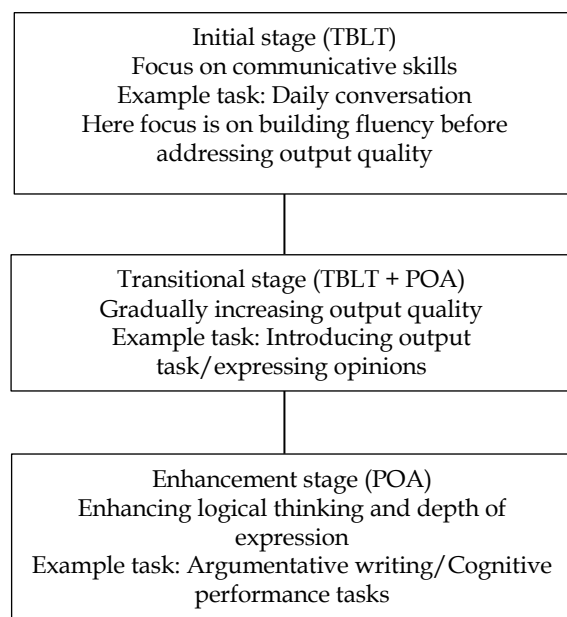 Initial stage (TBLT)
Focus on communicative skills
Example task: Daily conversation
Here focus is on building fluency before
addressing output quality
Transitional stage (TBLT + POA)
Gradually increasing output quality
Example task: Introducing output
task/expressing opinions
Enhancement stage (POA)
Enhancing logical thinking and depth of
expression
Example task: Argumentative writing/Cognitive
performance tasks